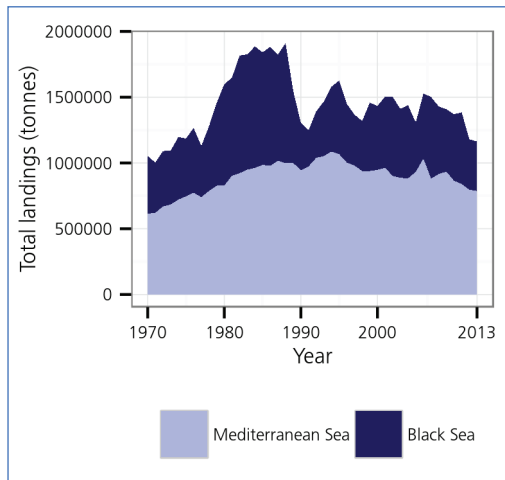 Total landings (tonnes)
2000000
1500000
1000000
500000
0
1970
1980
1990
2000
2013
Year
Mediterranean Sea
Black Sea